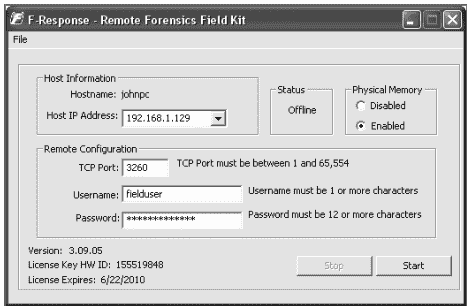 F-Response - Remote Forensics Field Kit
File
Host Information
Hostname: johnpc
Host IP Address: 192.168.1.129
Status
Offline
Physical Memory
Disabled
Enabled
Remote Configuration
TCP Port: 3260 TCP Port must be between 1 and 65,554
Username: fielduser Username must be 1 or more characters
Password: ************* Password must be 12 or more characters
Version: 3.09.05
License Key HW ID: 155519848
License Expires: 6/22/2010
Stop Start